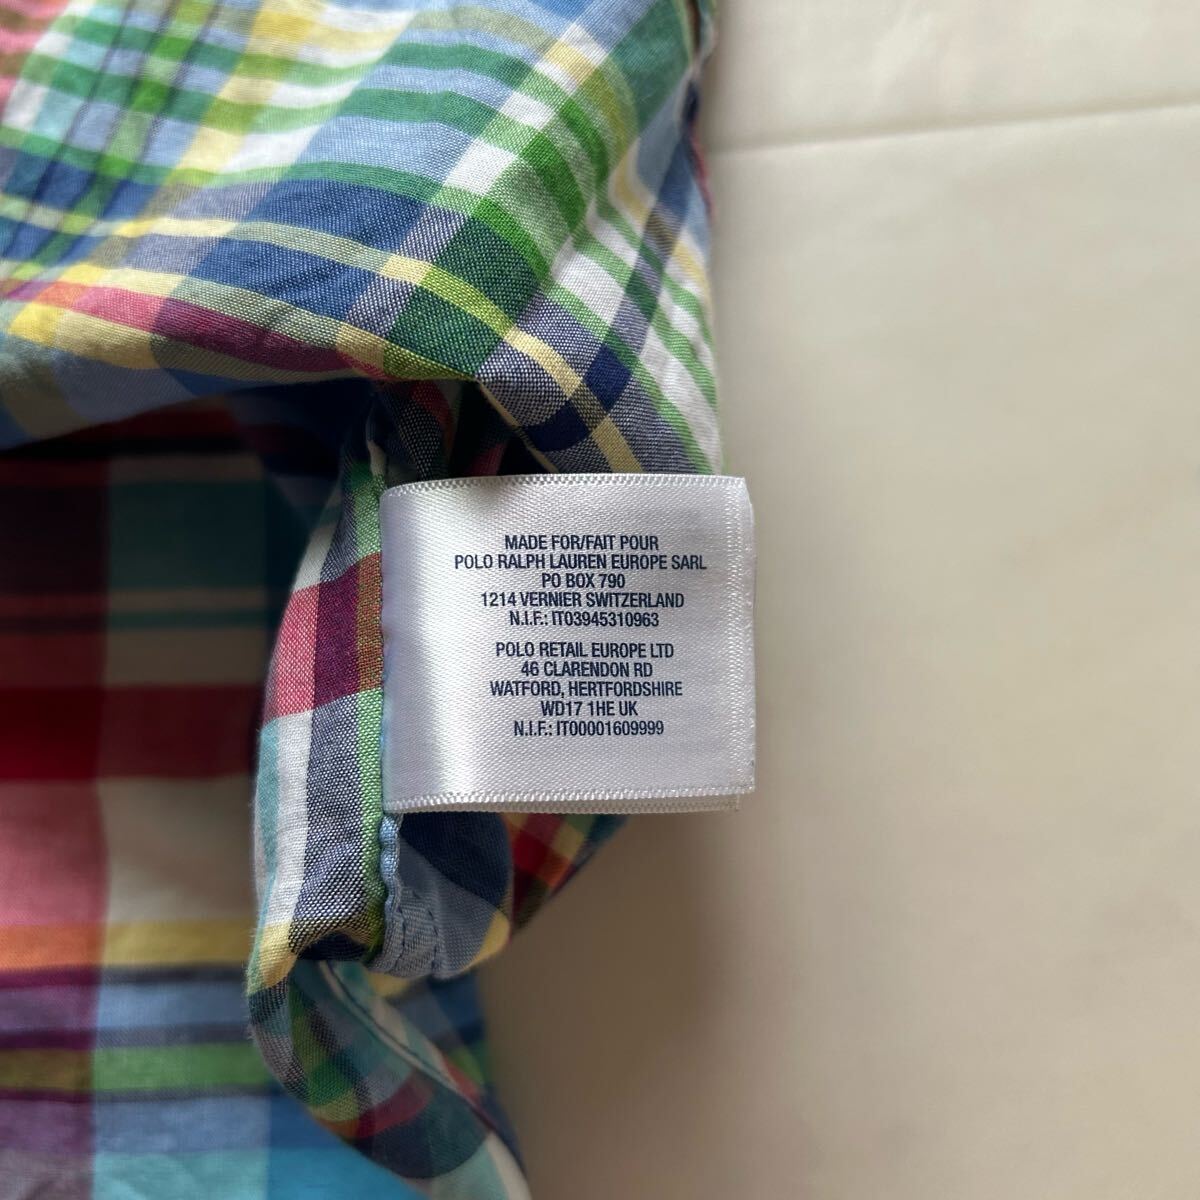 MADE FOR/FAIT POUR
POLO RALPH LAUREN EUROPE SARL
PO BOX 790
1214 VERNIER SWITZERLAND
N.I.F.: IT03945310963
POLO RETAIL EUROPE LTD
46 CLARENDON RD
WATFORD, HERTFORDSHIRE
WD17 1HE UK
N.I.F.: IT00001609999